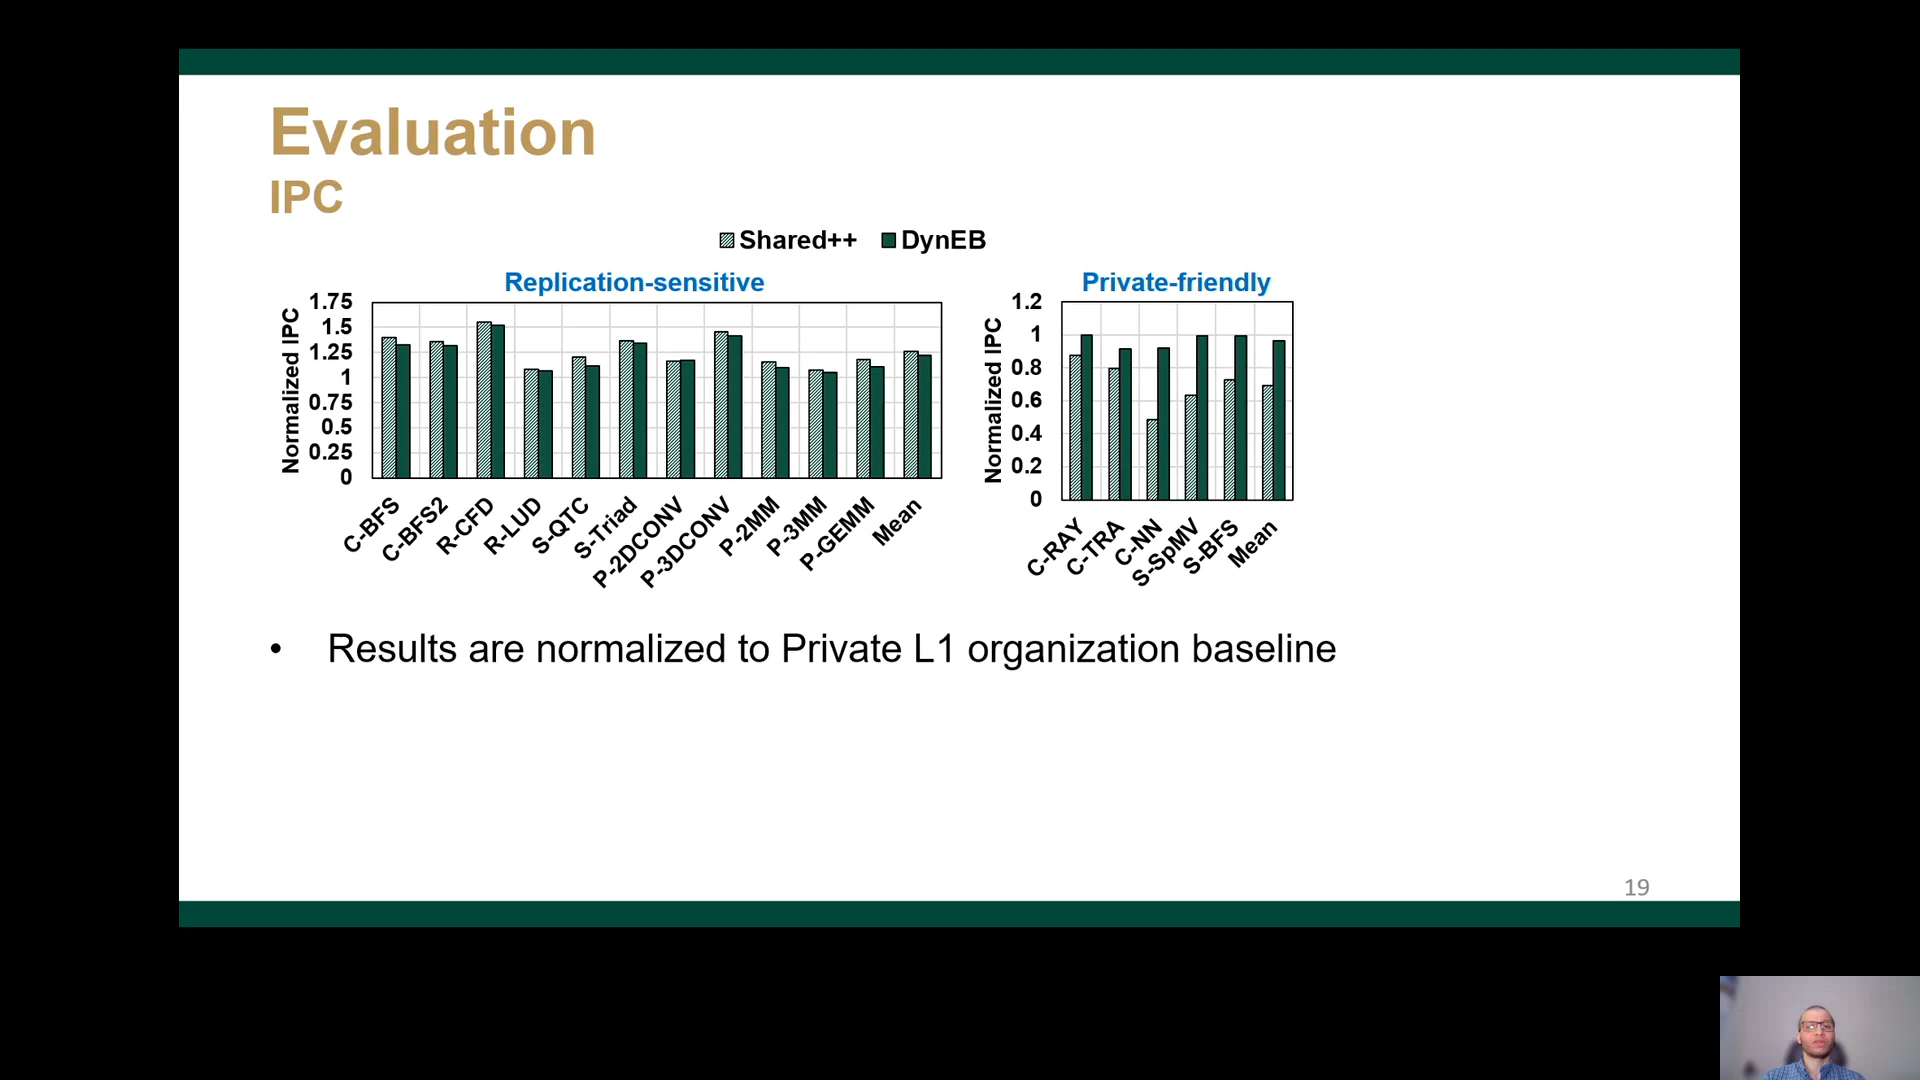 Evaluation
IPC
Shared++ DynEB
Replication-sensitive
Normalized IPC
1.75
1.5
1.25
1
0.75
0.5
0.25
0
C-BFS
C-BFS2
R-CFD
R-LUD
S-QTC
S-Triad
P-2DCONV
P-3DCONV
P-2MM
P-3MM
P-GEMM
Mean
Private-friendly
Normalized IPC
1.2
1
0.8
0.6
0.4
0.2
0
C-RAY
C-TRA
C-NN
S-SpMV
S-BFS
Mean
• Results are normalized to Private L1 organization baseline
19